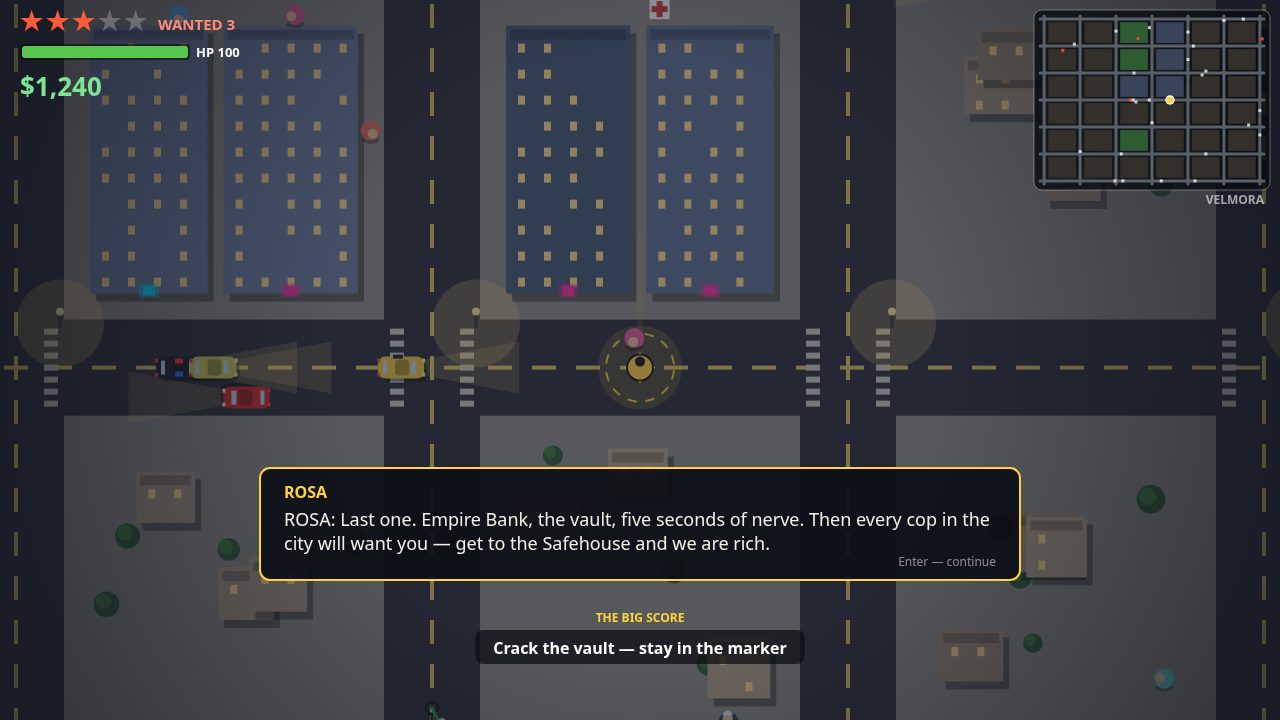 WANTED 3
HP 100
$1,240
VELMORA
ROSA
ROSA: Last one. Empire Bank, the vault, five seconds of nerve. Then every cop in the
city will want you — get to the Safehouse and we are rich.
Enter — continue
THE BIG SCORE
Crack the vault — stay in the marker